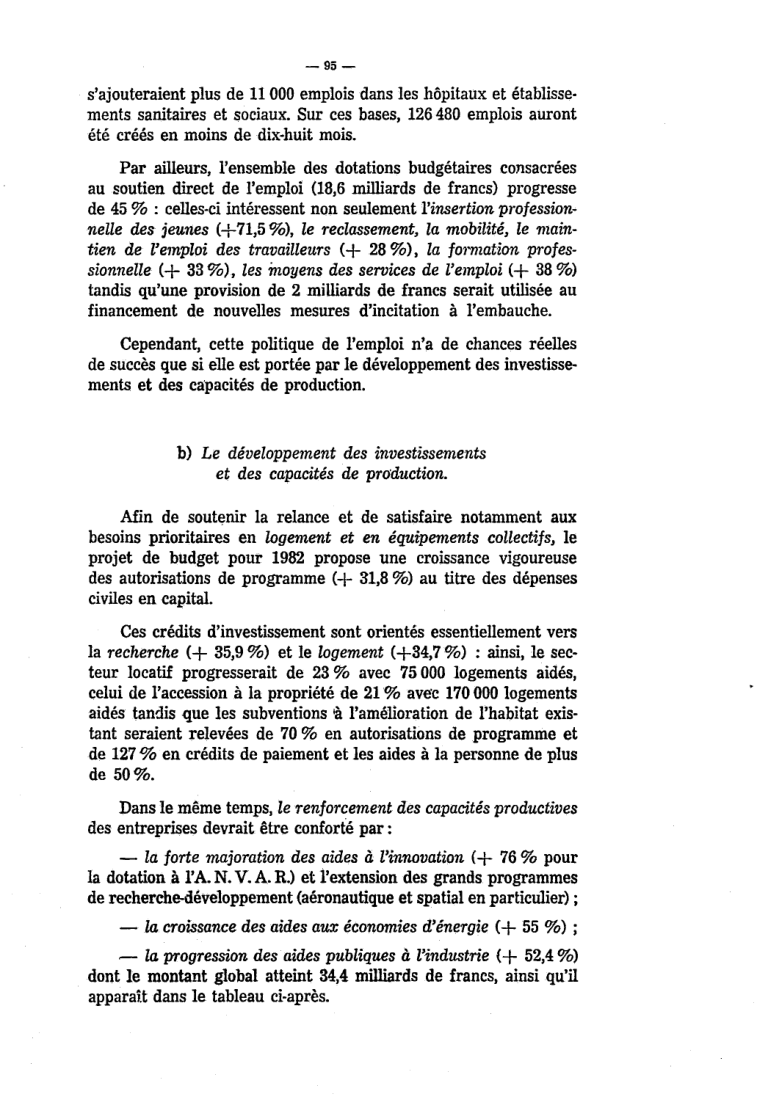 — 95 —
s'ajouteraient plus de 11 000 emplois dans les hôpitaux et établisse-
ments sanitaires et sociaux. Sur ces bases, 126 480 emplois auront
été créés en moins de dix-huit mois.
Par ailleurs, l'ensemble des dotations budgétaires consacrées
au soutien direct de l'emploi (18,6 milliards de francs) progresse
de 45 % : celles-ci intéressent non seulement l'insertion profession-
nelle des jeunes (+71,5 %), le reclassement, la mobilité, le main-
tien de l'emploi des travailleurs (+ 28 %), la formation profes-
sionnelle (+ 33 %), les moyens des services de l'emploi (+ 38 %)
tandis qu'une provision de 2 milliards de francs serait utilisée au
financement de nouvelles mesures d'incitation à l'embauche.
Cependant, cette politique de l'emploi n'a de chances réelles
de succès que si elle est portée par le développement des investisse-
ments et des capacités de production.
b) Le développement des investissements
et des capacités de production.
Afin de soutenir la relance et de satisfaire notamment aux
besoins prioritaires en logement et en équipements collectifs, le
projet de budget pour 1982 propose une croissance vigoureuse
des autorisations de programme (+ 31,8 %) au titre des dépenses
civiles en capital.
Ces crédits d'investissement sont orientés essentiellement vers
la recherche (+ 35,9 %) et le logement (+34,7 %) : ainsi, le sec-
teur locatif progresserait de 23 % avec 75 000 logements aidés,
celui de l'accession à la propriété de 21 % avec 170 000 logements
aidés tandis que les subventions à l'amélioration de l'habitat exis-
tant seraient relevées de 70 % en autorisations de programme et
de 127 % en crédits de paiement et les aides à la personne de plus
de 50 %.
Dans le même temps, le renforcement des capacités productives
des entreprises devrait être conforté par :
— la forte majoration des aides à l'innovation (+ 76 % pour
la dotation à l'A. N. V. A. R.) et l'extension des grands programmes
de recherche-développement (aéronautique et spatial en particulier) ;
— la croissance des aides aux économies d'énergie (+ 55 %) ;
— la progression des aides publiques à l'industrie (+ 52,4 %)
dont le montant global atteint 34,4 milliards de francs, ainsi qu'il
apparaît dans le tableau ci-après.